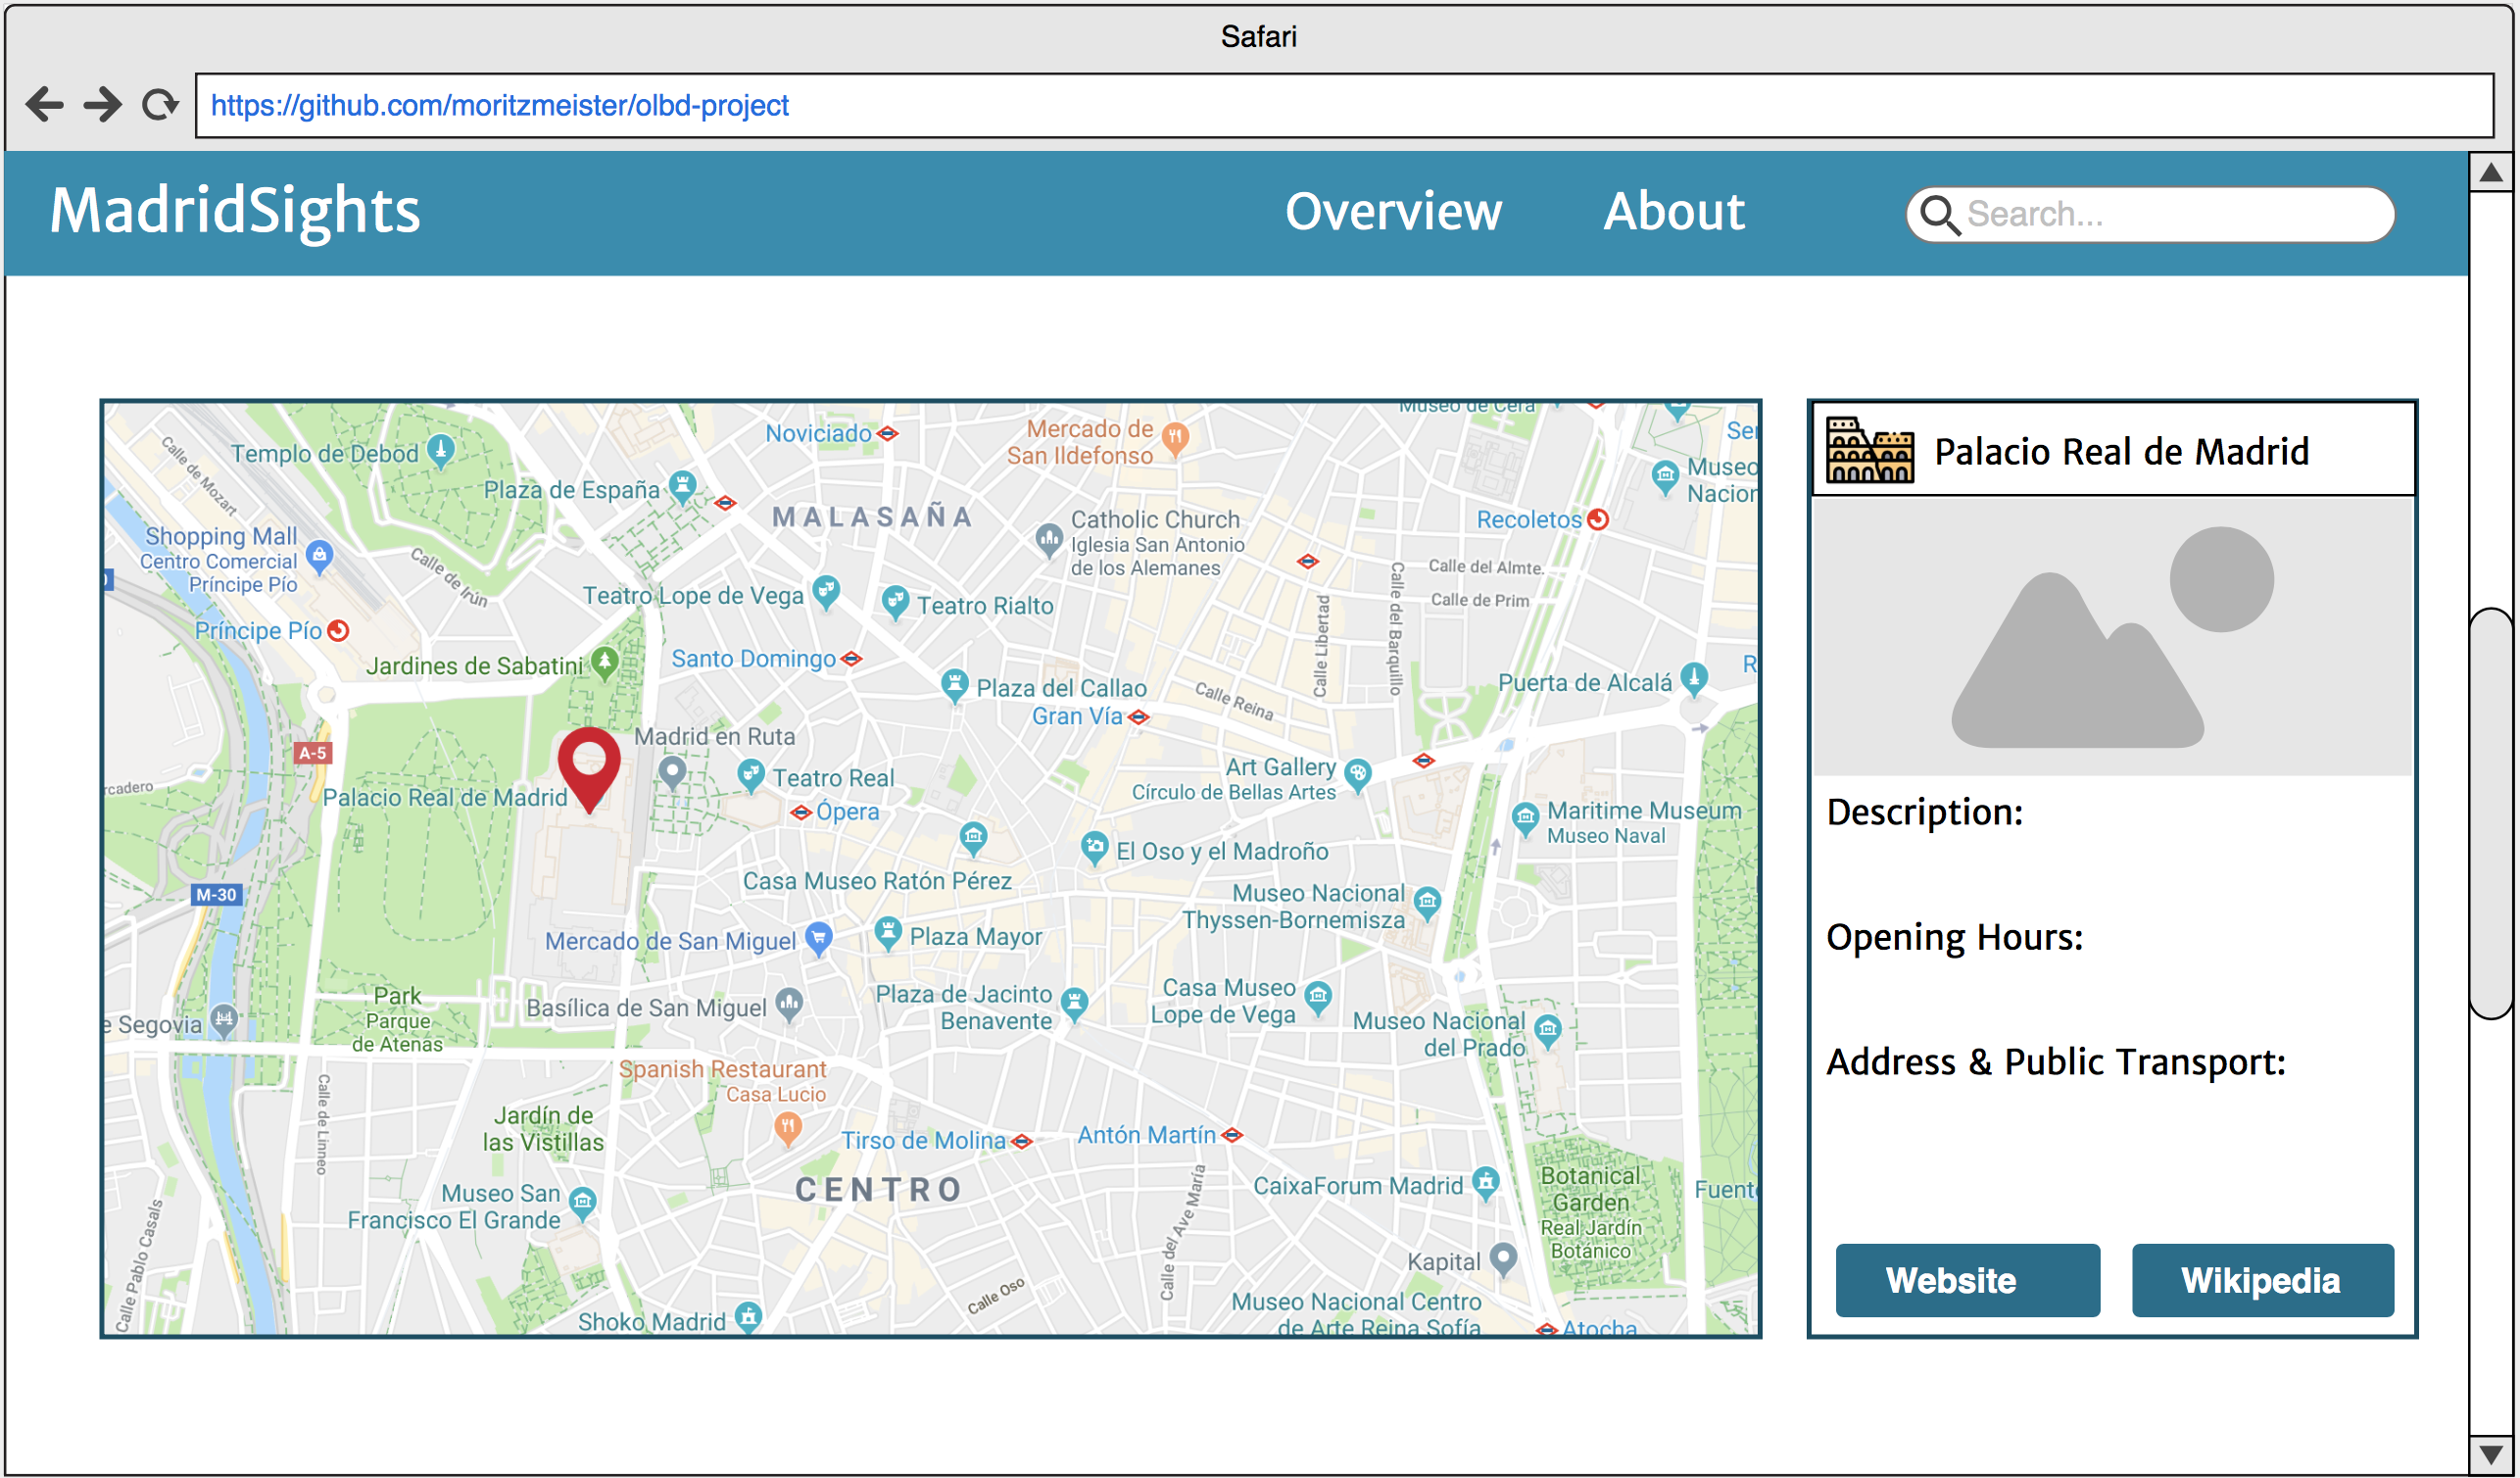 Safari
https://github.com/moritzmeister/olbd-project
MadridSights
Overview
About
Search...
Museo de Cera
Noviciado
Mercado de
San Ildefonso
Templo de Debod
Calle de Mozart
Plaza de España
MALASAÑA
Museo
Nacion
Recoletos
Catholic Church
Iglesia San Antonio
de los Alemanes
Shopping Mall
Centro Comercial
Príncipe Pío
Calle de Irún
Calle del Almte.
Calle de Prim
Calle Libertad
Calle del Barquillo
Teatro Lope de Vega
Teatro Rialto
Príncipe Pío
Jardines de Sabatini
Santo Domingo
Plaza del Callao
Gran Vía
Calle Reina
Puerta de Alcalá
R
A-5
Madrid en Ruta
Teatro Real
Palacio Real de Madrid
Ópera
Art Gallery
Círculo de Bellas Artes
rcadero
Maritime Museum
Museo Naval
El Oso y el Madroño
Casa Museo Ratón Pérez
M-30
Museo Nacional
Thyssen-Bornemisza
Mercado de San Miguel
Plaza Mayor
Park
Parque
de Atenas
Basílica de San Miguel
Plaza de Jacinto
Benavente
Casa Museo
Lope de Vega
e Segovia
Museo Nacional
del Prado
Spanish Restaurant
Casa Lucio
Calle de Linneo
Jardín de
las Vistillas
Tirso de Molina
Antón Martín
CENTRO
Calle del Ave María
CaixaForum Madrid
Botanical
Garden
Real Jardín
Botánico
Fuent
Museo San
Francisco El Grande
Calle Pablo Casals
Kapital
Calle Oso
Shoko Madrid
Museo Nacional Centro
de Arte Reina Sofía
Atocha
Palacio Real de Madrid
Description:
Opening Hours:
Address & Public Transport:
Website
Wikipedia